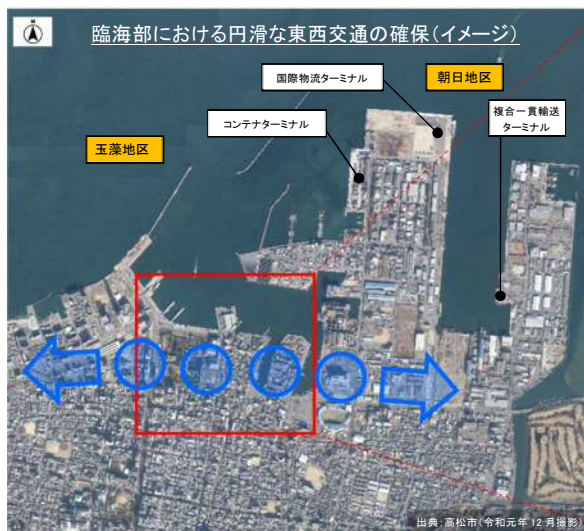 臨海部における円滑な東西交通の確保(イメージ)
国際物流ターミナル
朝日地区
コンテナターミナル
複合一貫輸送
ターミナル
玉藻地区
出典:高松市(令和元年12月撮影)